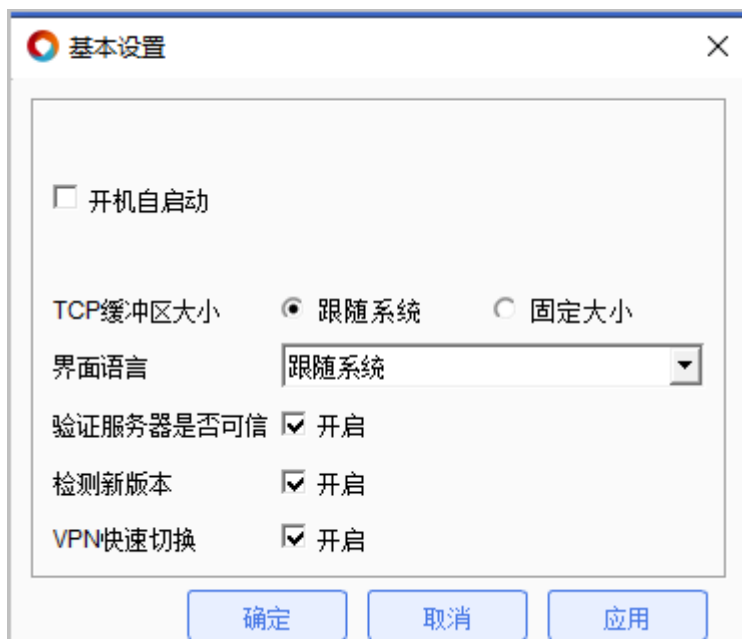 基本设置
开机自启动
TCP缓冲区大小 跟随系统 固定大小
界面语言 跟随系统
验证服务器是否可信 开启
检测新版本 开启
VPN快速切换 开启
确定 取消 应用